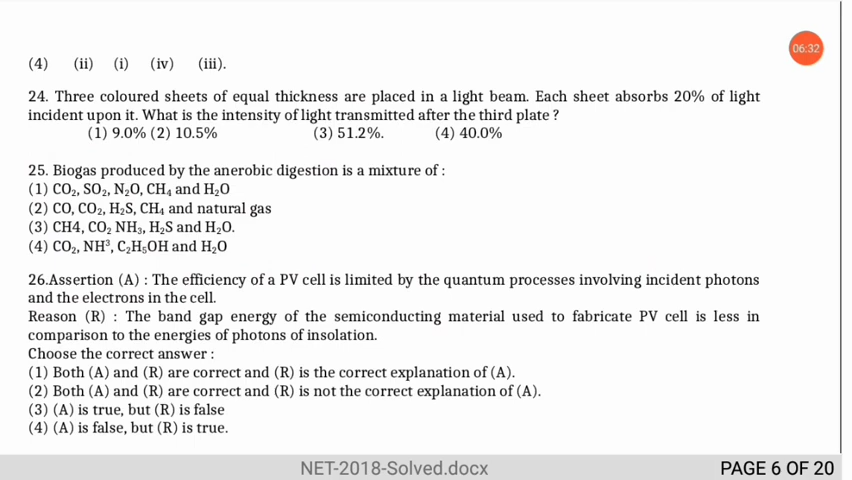 (4) (ii) (i) (iv) (iii).
06:32
24. Three coloured sheets of equal thickness are placed in a light beam. Each sheet absorbs 20% of light
incident upon it. What is the intensity of light transmitted after the third plate ?
(1) 9.0% (2) 10.5% (3) 51.2%. (4) 40.0%
25. Biogas produced by the anerobic digestion is a mixture of :
(1) CO₂, SO₂, N₂O, CH₄ and H₂O
(2) CO, CO₂, H₂S, CH₄ and natural gas
(3) CH4, CO₂ NH₃, H₂S and H₂O.
(4) CO₂, NH³, C₂H₅OH and H₂O
26.Assertion (A) : The efficiency of a PV cell is limited by the quantum processes involving incident photons
and the electrons in the cell.
Reason (R) : The band gap energy of the semiconducting material used to fabricate PV cell is less in
comparison to the energies of photons of insolation.
Choose the correct answer :
(1) Both (A) and (R) are correct and (R) is the correct explanation of (A).
(2) Both (A) and (R) are correct and (R) is not the correct explanation of (A).
(3) (A) is true, but (R) is false
(4) (A) is false, but (R) is true.
NET-2018-Solved.docx PAGE 6 OF 20